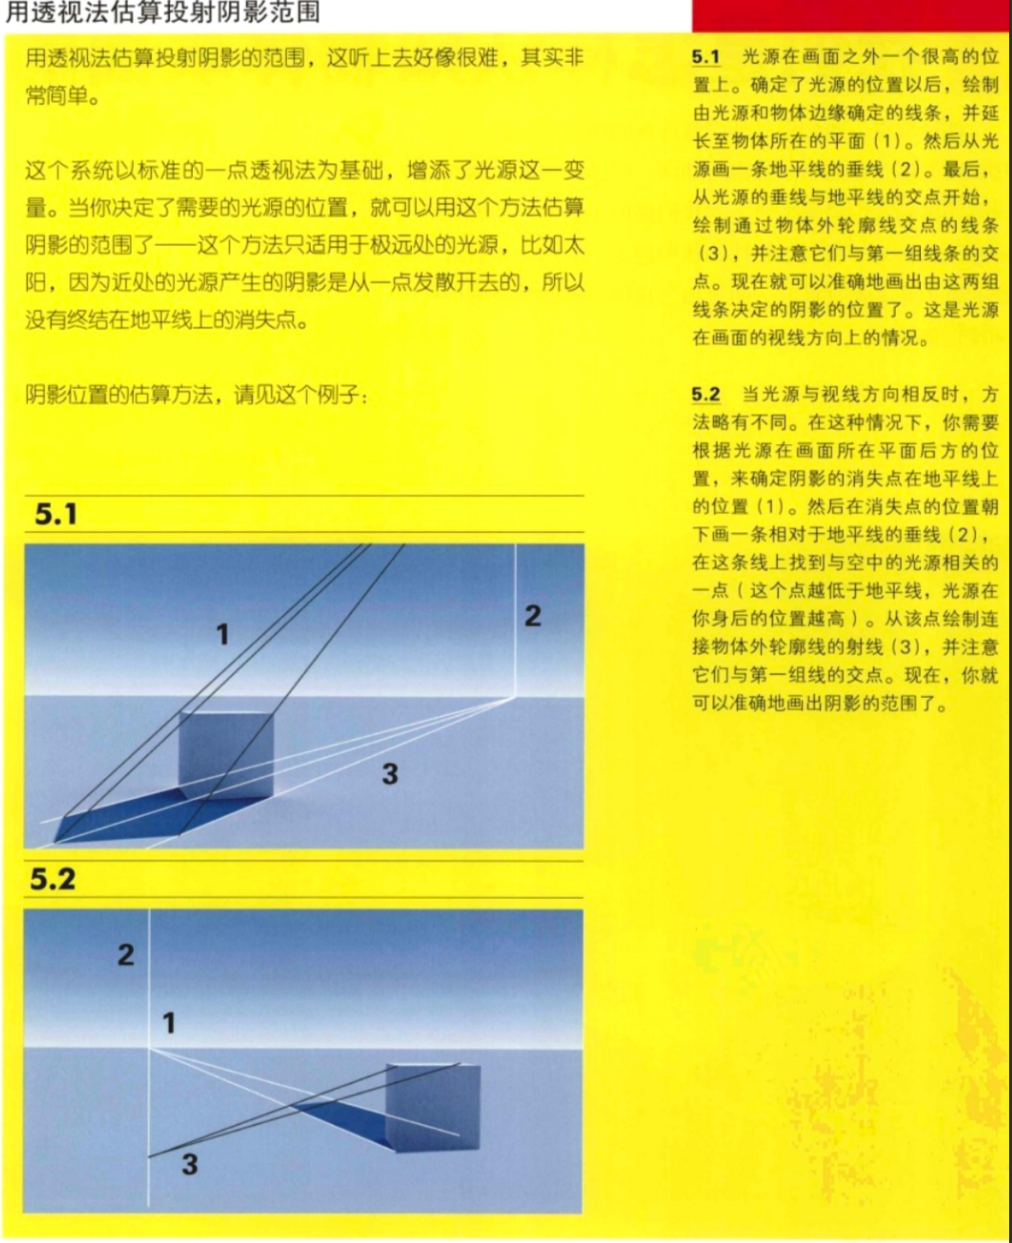 用透视法估算投射阴影范围
用透视法估算投射阴影的范围，这听上去好像很难，其实非
常简单。
这个系统以标准的一点透视法为基础，增添了光源这一变
量。当你决定了需要的光源的位置，就可以用这个方法估算
阴影的范围了——这个方法只适用于极远处的光源，比如太
阳，因为近处的光源产生的阴影是从一点发散开去的，所以
没有终结在地平线上的消失点。
阴影位置的估算方法，请见这个例子：
5.1
1
2
3
5.2
2
1
3
5.1 光源在画面之外一个很高的位
置上。确定了光源的位置以后，绘制
由光源和物体边缘确定的线条，并延
长至物体所在的平面（1）。然后从光
源画一条地平线的垂线（2）。最后，
从光源的垂线与地平线的交点开始，
绘制通过物体外轮廓线交点的线条
（3），并注意它们与第一组线条的交
点。现在就可以准确地画出由这两组
线条决定的阴影的位置了。这是光源
在画面的视线方向上的情况。
5.2 当光源与视线方向相反时，方
法略有不同。在这种情况下，你需要
根据光源在画面所在平面后方的位
置，来确定阴影的消失点在地平线上
的位置（1）。然后在消失点的位置朝
下画一条相对于地平线的垂线（2），
在这条线上找到与空中的光源相关的
一点（这个点越低于地平线，光源在
你身后的位置越高）。从该点绘制连
接物体外轮廓线的射线（3），并注意
它们与第一组线的交点。现在，你就
可以准确地画出阴影的范围了。